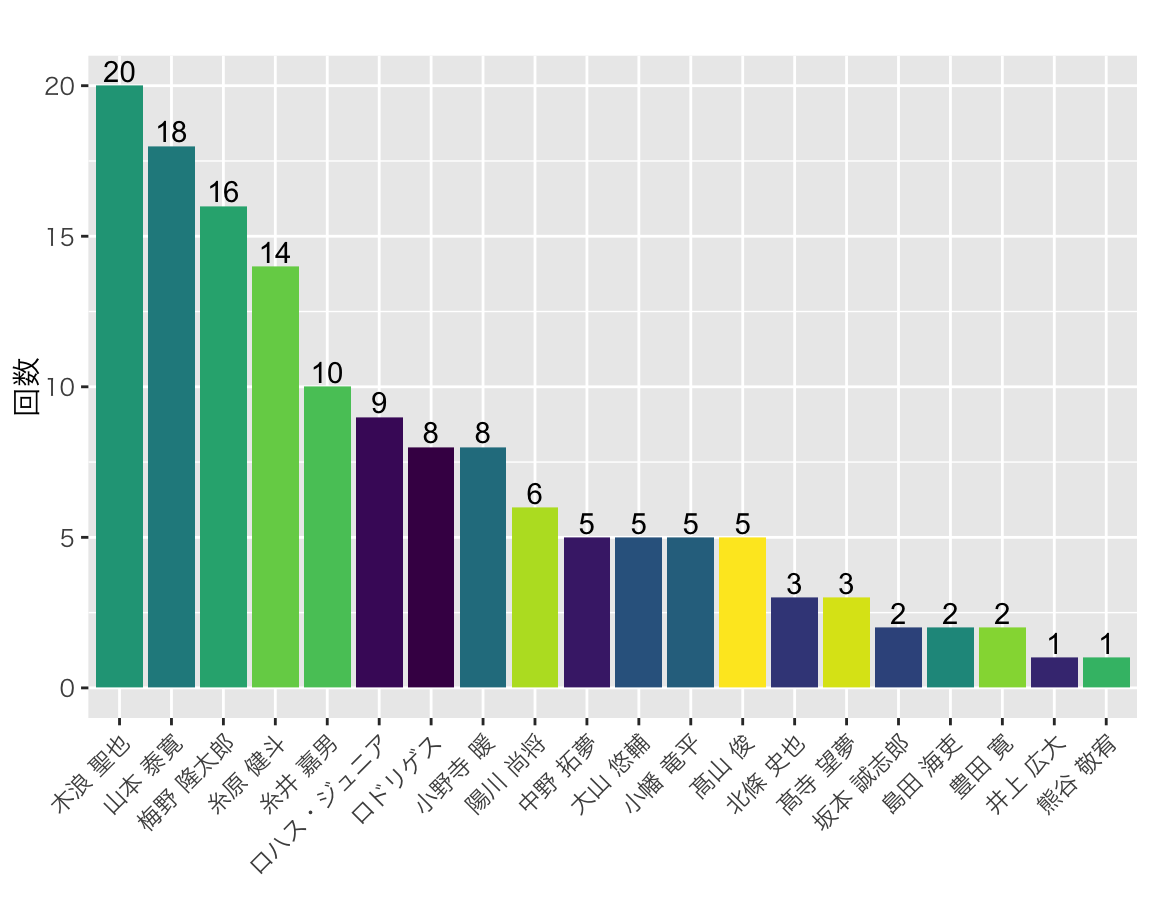 回数
20
15
10
5
0
20
18
16
14
10
9
8
8
6
5
5
5
5
3
3
2
2
2
1
1
木浪 聖也
山本 泰寛
梅野 隆太郎
糸原 健斗
糸井 嘉男
ロハス・ジュニア
ロドリゲス
小野寺 暖
陽川 尚将
中野 拓夢
大山 悠輔
小幡 竜平
髙山 俊
北條 史也
髙寺 望夢
坂本 誠志郎
島田 海吏
豊田 寛
井上 広大
熊谷 敬宥